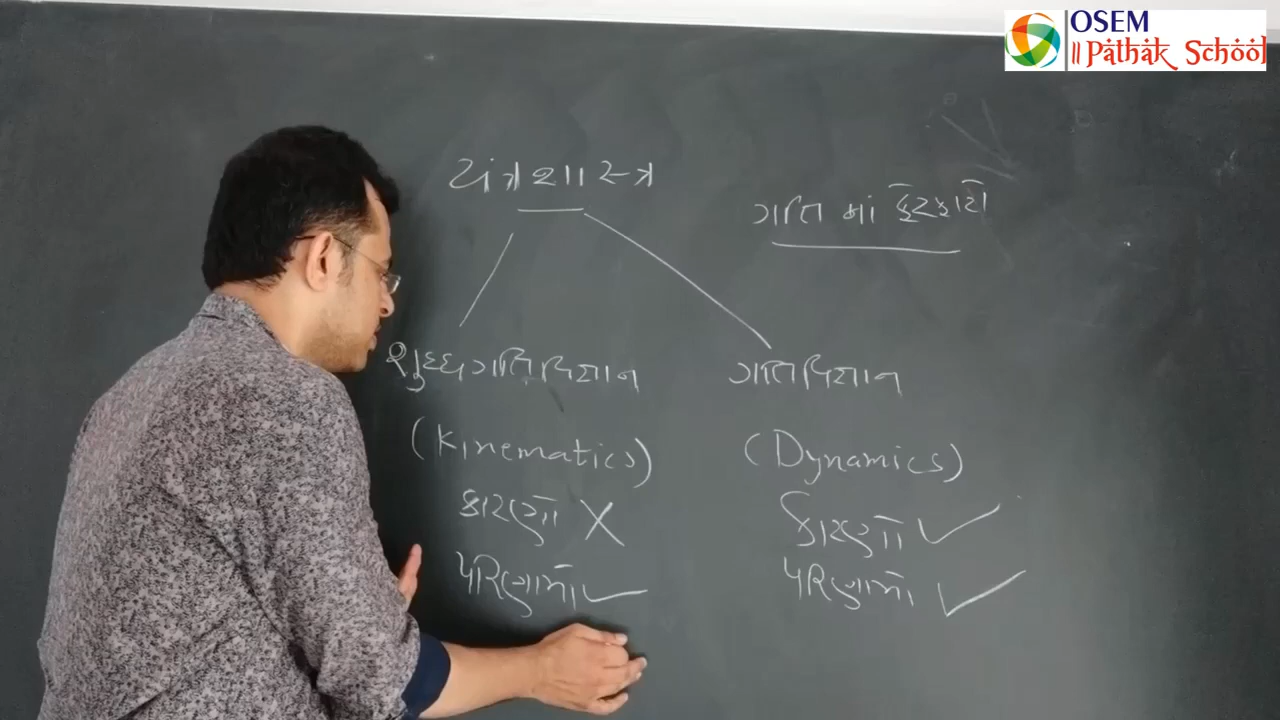 OSEM
॥ Pathak School
યંત્રશાસ્ત્ર
ગતિ માં ફેરફારો
શુધ્ધગતિવિજ્ઞાન
ગતિવિજ્ઞાન
(Kinematics)
(Dynamics)
કારણો X
કારણો ✓
પરિણામો ✓
પરિણામો ✓